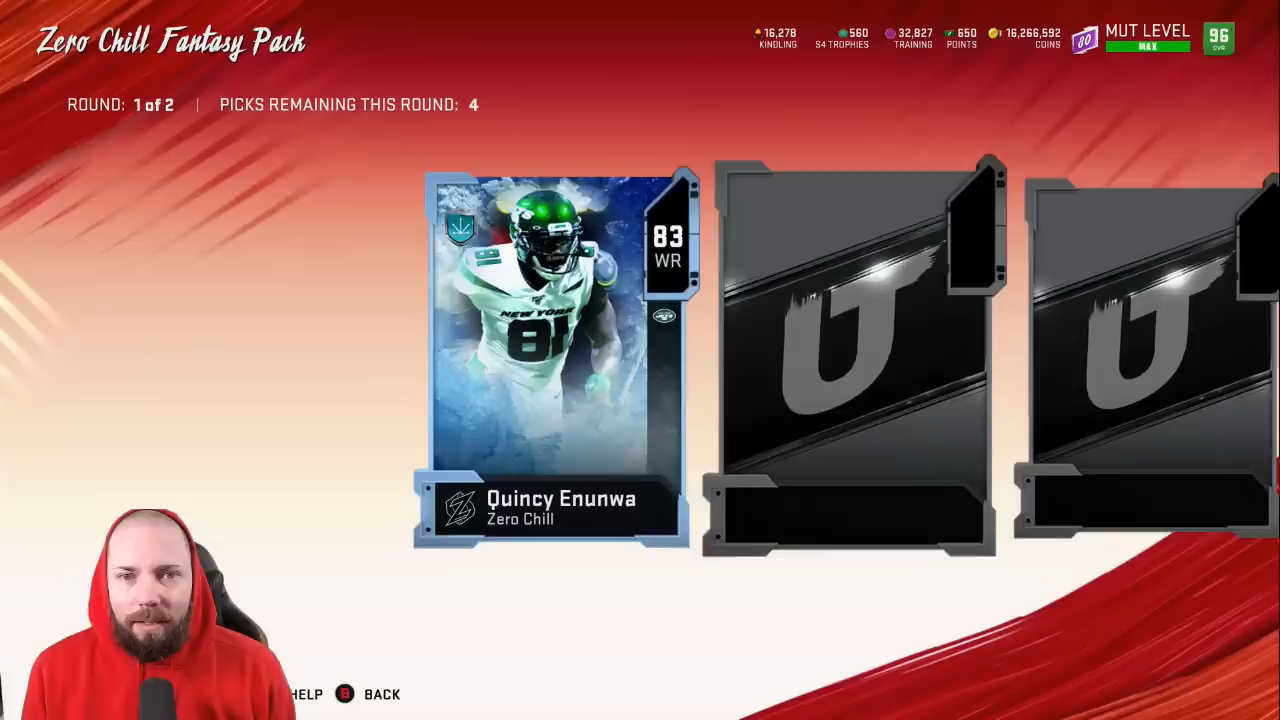 Zero Chill Fantasy Pack
16,278
KINDLING
560
S4 TROPHIES
32,827
TRAINING
650
POINTS
16,266,592
COINS
80
MUT LEVEL
MAX
96
OVR
ROUND: 1 of 2 | PICKS REMAINING THIS ROUND: 4
83
WR
81
NEW YORK
81
Quincy Enunwa
Zero Chill
HELP
B BACK